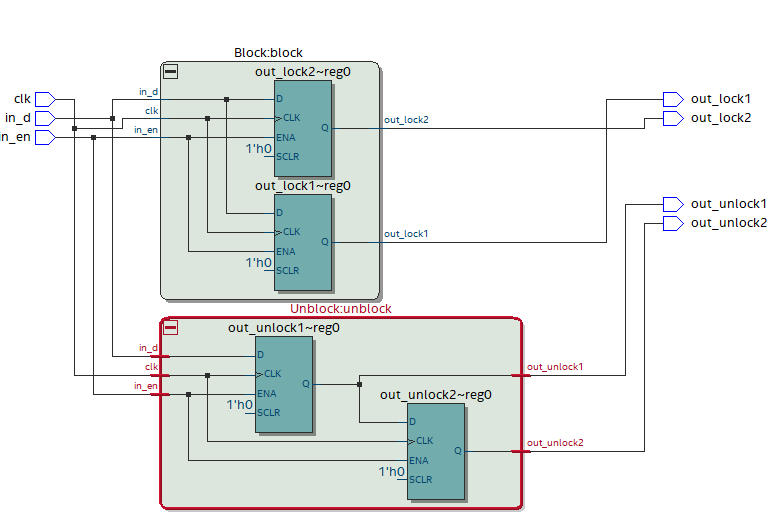 Block:block
out_lock2~reg0
clk
in_d
in_en
in_d
clk
in_en
D
CLK
ENA
SCLR
Q
1'h0
out_lock2
out_lock1
out_lock2
out_lock1~reg0
D
CLK
ENA
SCLR
Q
1'h0
out_lock1
out_unlock1
out_unlock2
Unblock:unblock
out_unlock1~reg0
in_d
clk
in_en
D
CLK
ENA
SCLR
Q
1'h0
out_unlock1
out_unlock2~reg0
D
CLK
ENA
SCLR
Q
1'h0
out_unlock2